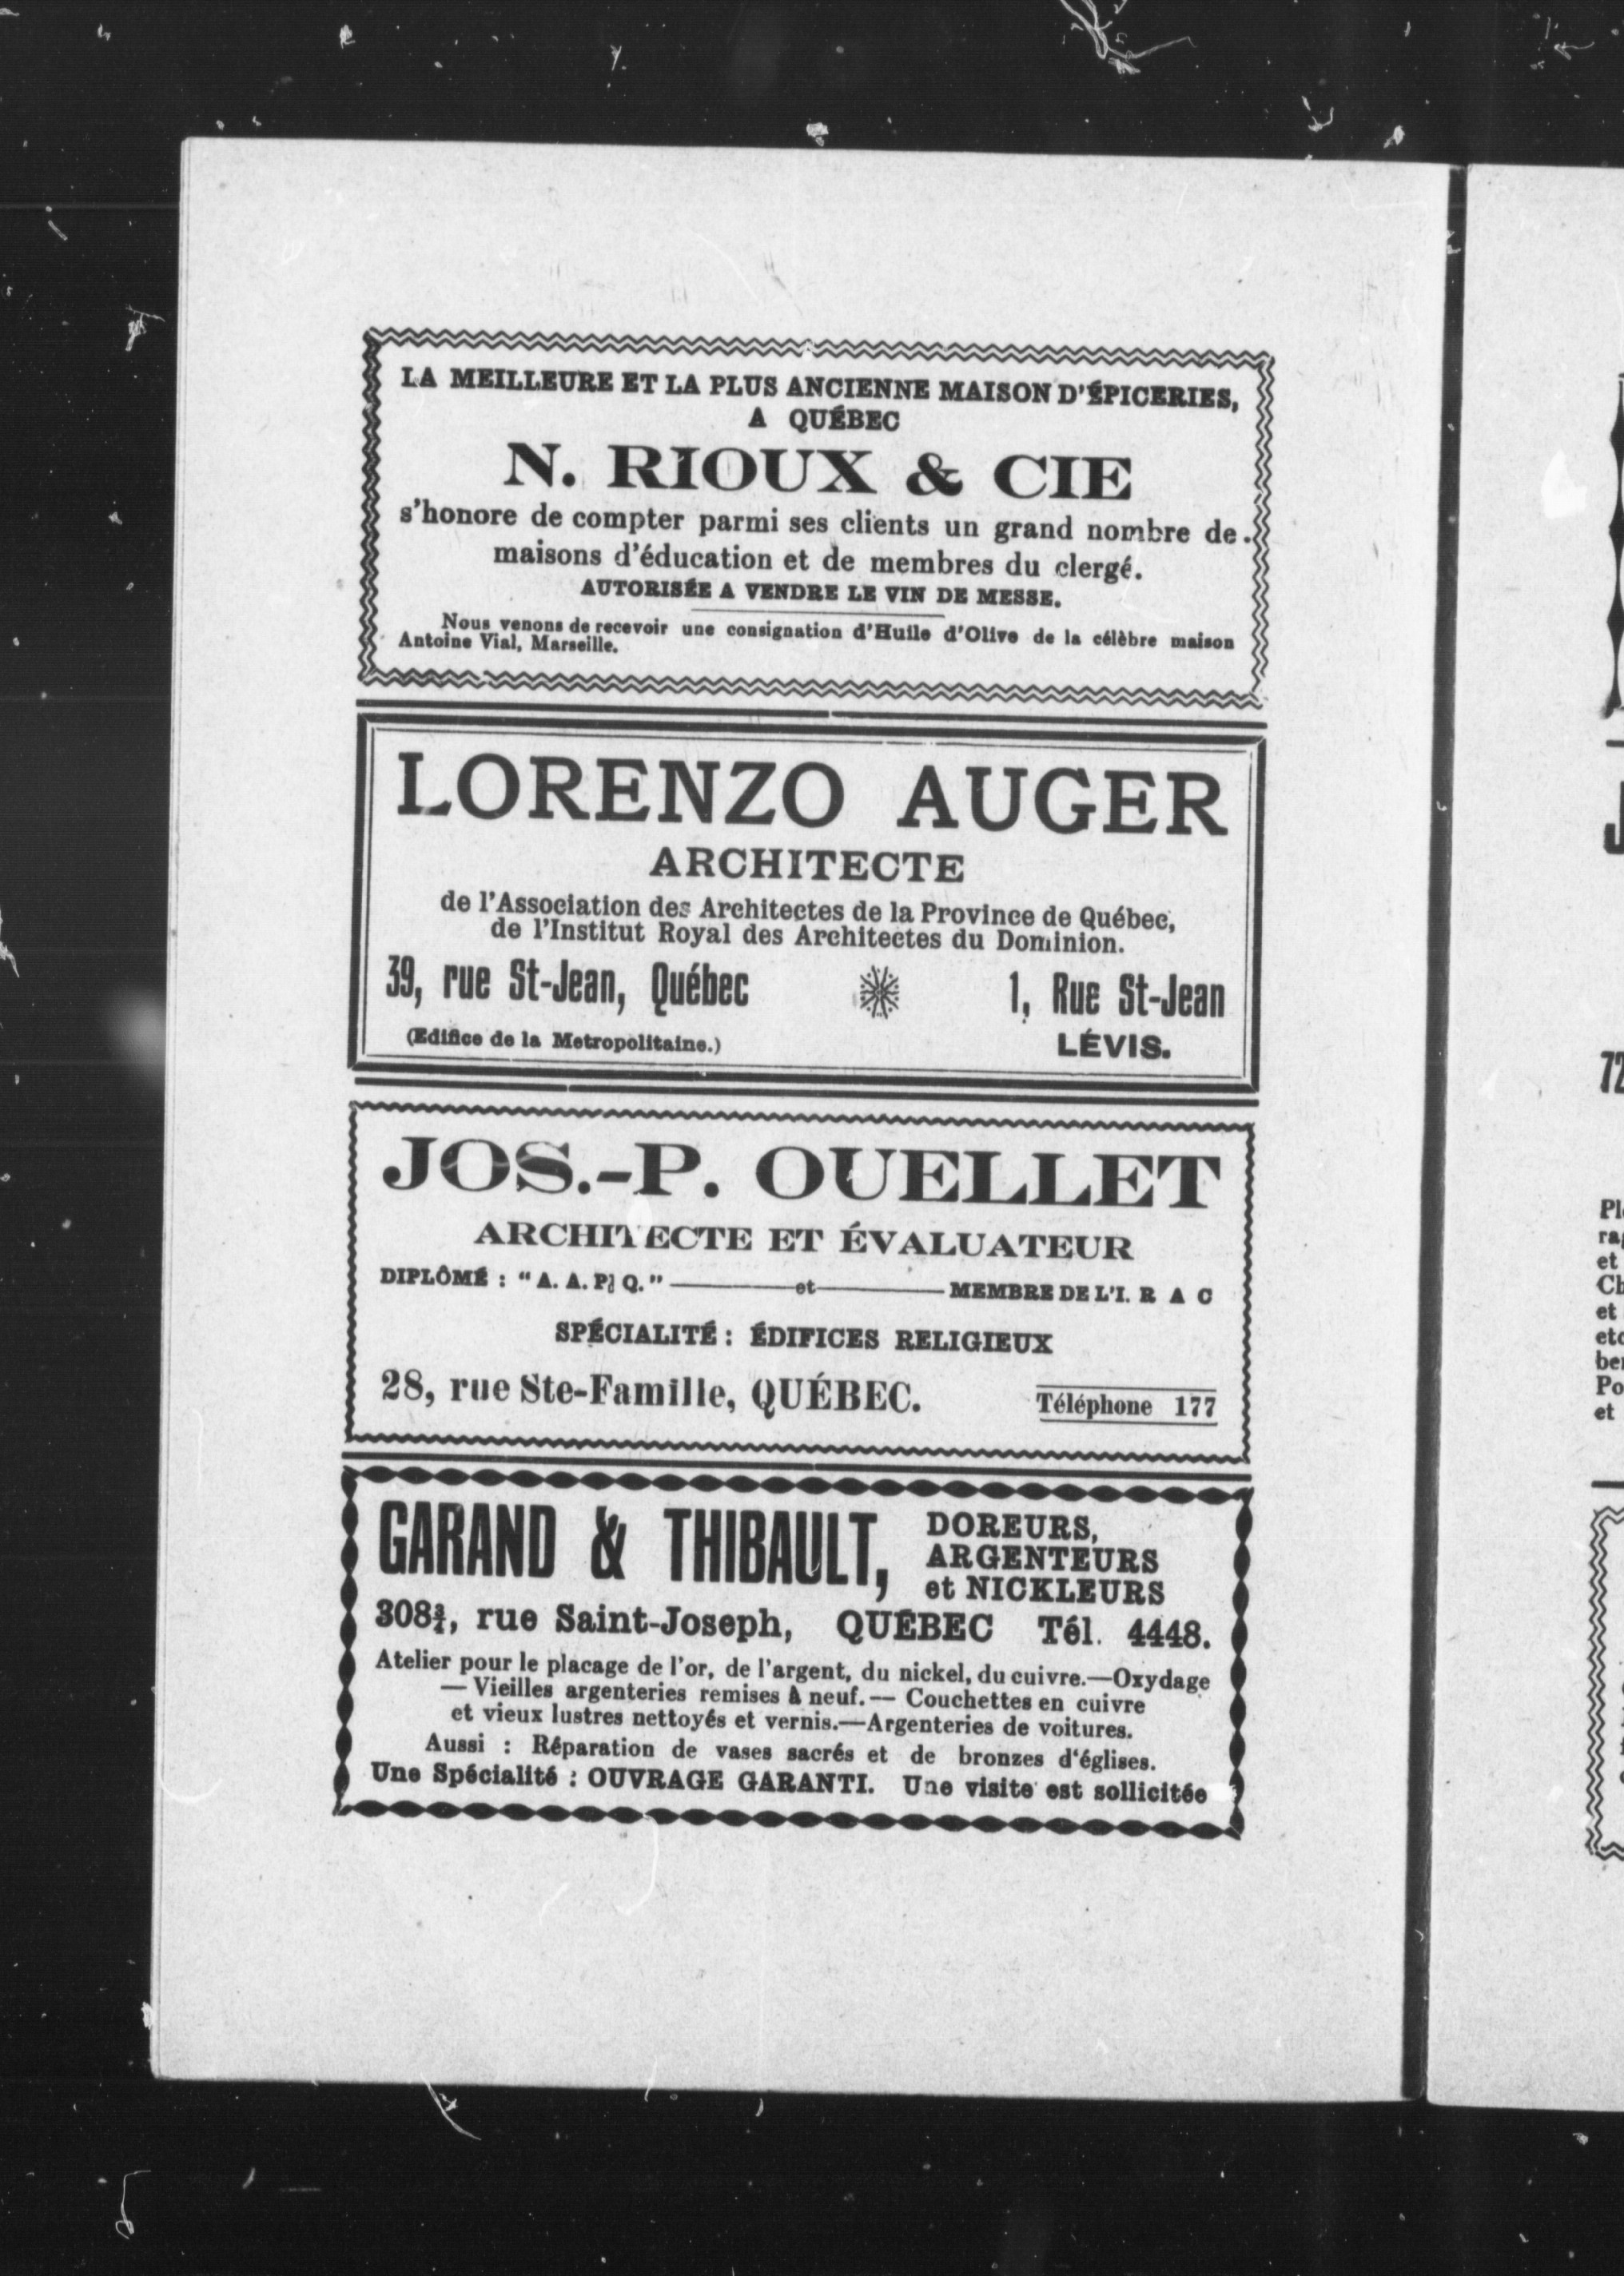 LA MEILLEURE ET LA PLUS ANCIENNE MAISON D'ÉPICERIES,
A QUÉBEC
N. RIOUX & CIE
s'honore de compter parmi ses clients un grand nombre de
maisons d'éducation et de membres du clergé.
AUTORISÉE A VENDRE LE VIN DE MESSE.
Nous venons de recevoir une consignation d'Huile d'Olive de la célèbre maison
Antoine Vial, Marseille.
LORENZO AUGER
ARCHITECTE
de l'Association des Architectes de la Province de Québec,
de l'Institut Royal des Architectes du Dominion.
39, rue St-Jean, Québec 1, Rue St-Jean
(Edifice de la Metropolitaine.) LÉVIS.
JOS.-P. OUELLET
ARCHITECTE ET ÉVALUATEUR
DIPLÔMÉ : "A. A. P. Q." — et — MEMBRE DE L'I. R A C
SPÉCIALITÉ : ÉDIFICES RELIGIEUX
28, rue Ste-Famille, QUÉBEC. Téléphone 177
GARAND & THIBAULT, DOREURS,
ARGENTEURS
et NICKLEURS
308¾, rue Saint-Joseph, QUÉBEC Tél. 4448.
Atelier pour le placage de l'or, de l'argent, du nickel, du cuivre.—Oxydage
— Vieilles argenteries remises à neuf. — Couchettes en cuivre
et vieux lustres nettoyés et vernis.—Argenteries de voitures.
Aussi : Réparation de vases sacrés et de bronzes d'églises.
Une Spécialité : OUVRAGE GARANTI. Une visite est sollicitée
72
et
et
et